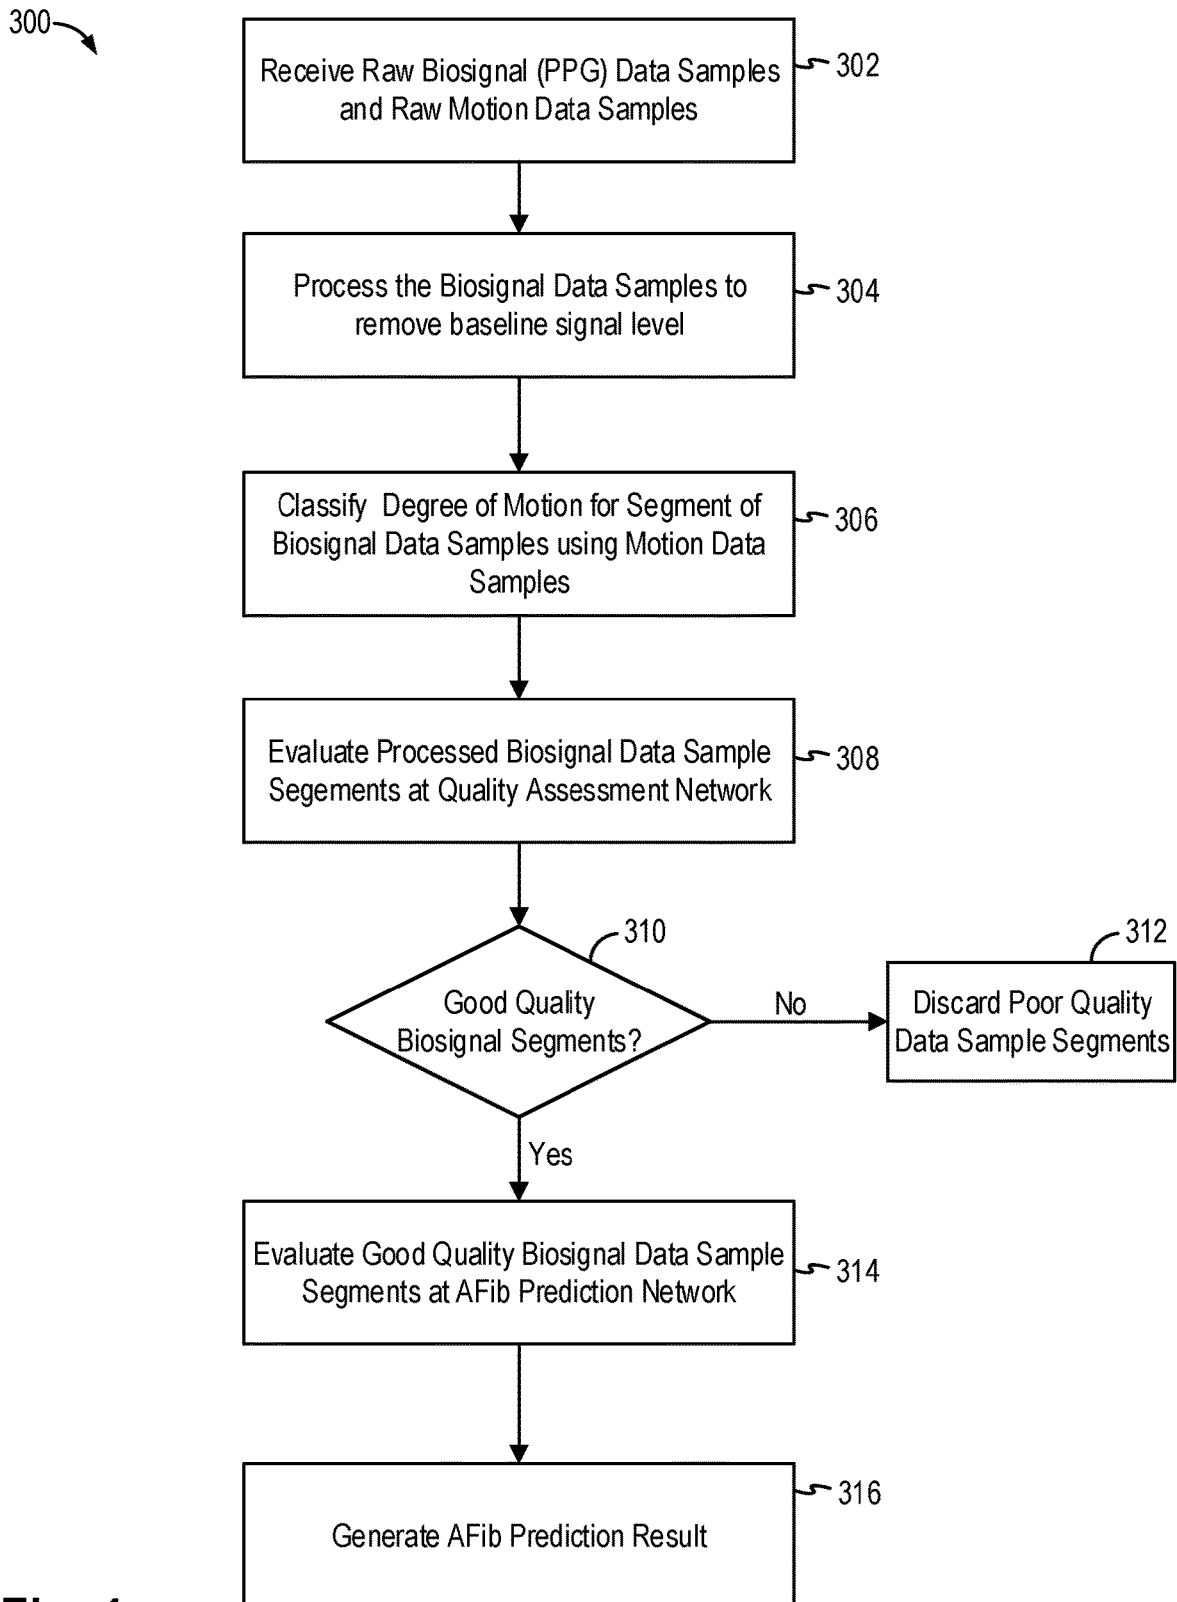 300
Receive Raw Biosignal (PPG) Data Samples
and Raw Motion Data Samples
302
Process the Biosignal Data Samples to
remove baseline signal level
304
Classify Degree of Motion for Segment of
Biosignal Data Samples using Motion Data
Samples
306
Evaluate Processed Biosignal Data Sample
Segements at Quality Assessment Network
308
310
Good Quality
Biosignal Segments?
No
312
Discard Poor Quality
Data Sample Segments
Yes
Evaluate Good Quality Biosignal Data Sample
Segments at AFib Prediction Network
314
Generate AFib Prediction Result
316